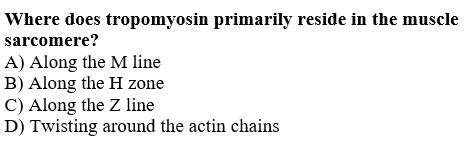 Where does tropomyosin primarily reside in the muscle
sarcomere?
A) Along the M line
B) Along the H zone
C) Along the Z line
D) Twisting around the actin chains